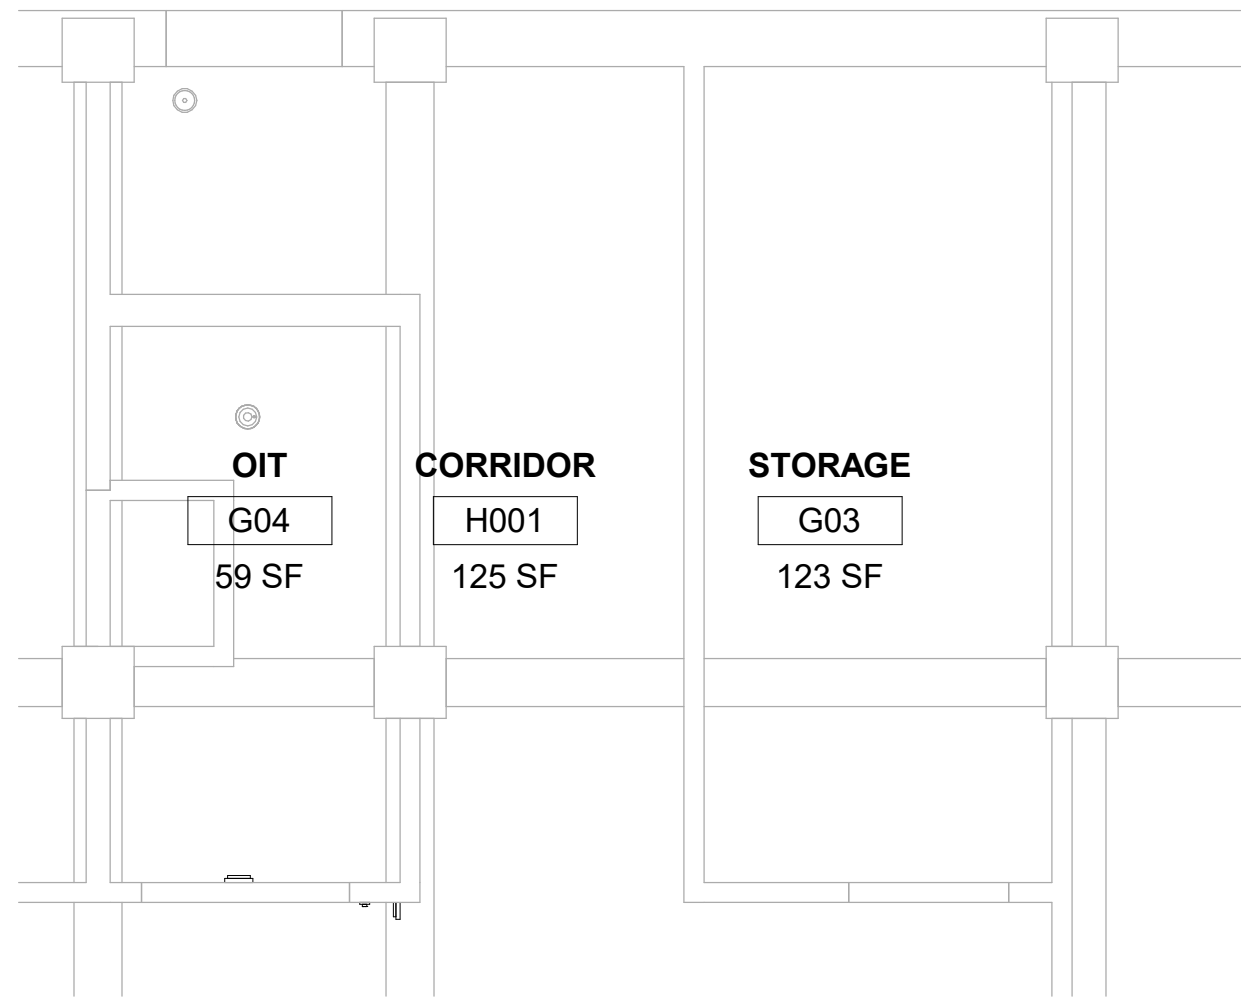 OIT
G04
59 SF
CORRIDOR
H001
125 SF
STORAGE
G03
123 SF